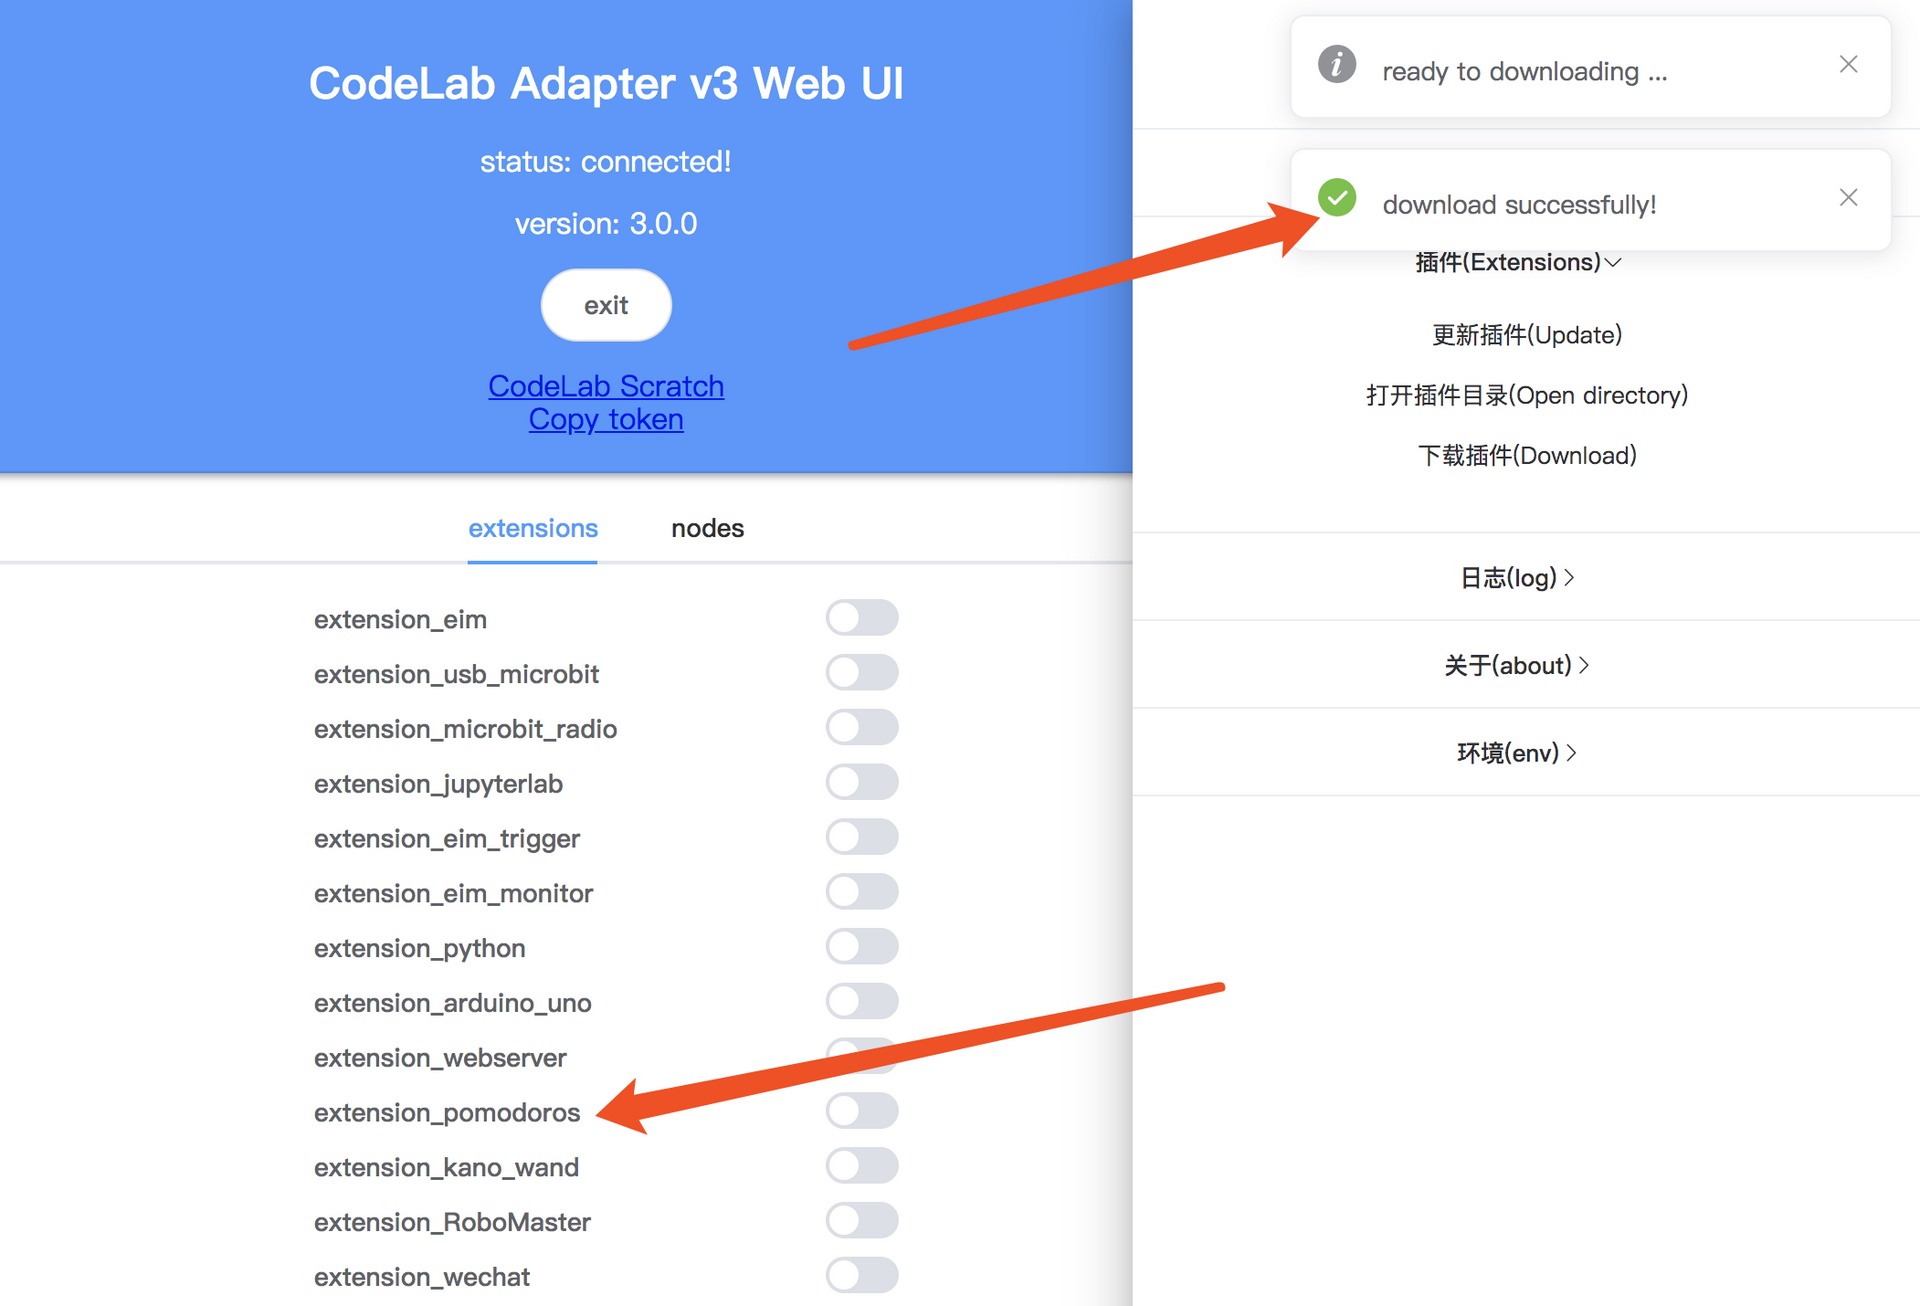 CodeLab Adapter v3 Web UI
status: connected!
version: 3.0.0
exit
CodeLab Scratch
Copy token
extensions
nodes
extension_eim
extension_usb_microbit
extension_microbit_radio
extension_jupyterlab
extension_eim_trigger
extension_eim_monitor
extension_python
extension_arduino_uno
extension_webserver
extension_pomodoros
extension_kano_wand
extension_RoboMaster
extension_wechat
ready to downloading ...
download successfully!
插件(Extensions)
更新插件(Update)
打开插件目录(Open directory)
下载插件(Download)
日志(log)
关于(about)
环境(env)